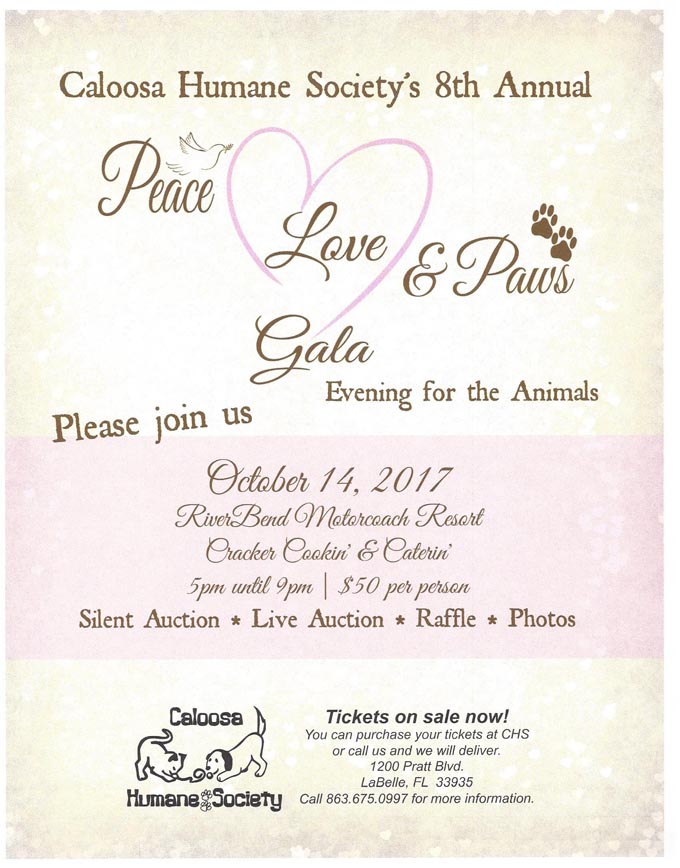 Caloosa Humane Society's 8th Annual
Peace
Love
& Paws
Gala
Evening for the Animals
Please join us
October 14, 2017
RiverBend Motorcoach Resort
Cracker Cookin' & Caterin'
5pm until 9pm | $50 per person
Silent Auction * Live Auction * Raffle * Photos
Caloosa
Humane Society
Tickets on sale now!
You can purchase your tickets at CHS
or call us and we will deliver.
1200 Pratt Blvd.
LaBelle, FL 33935
Call 863.675.0997 for more information.